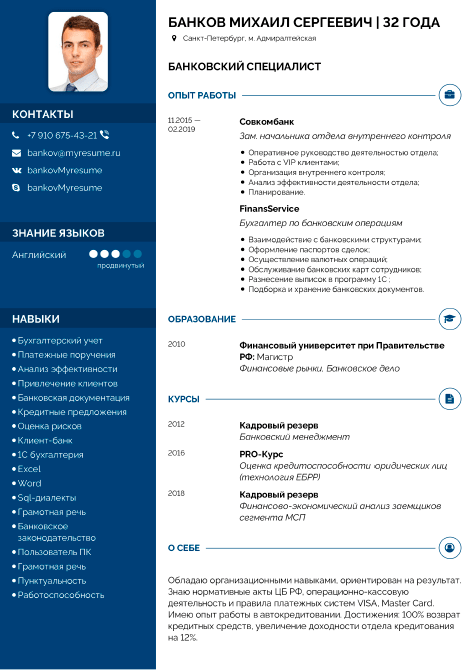 БАНКОВ МИХАИЛ СЕРГЕЕВИЧ | 32 ГОДА
Санкт-Петербург, м. Адмиралтейская
БАНКОВСКИЙ СПЕЦИАЛИСТ
КОНТАКТЫ
+7 910 675-43-21
bankov@myresume.ru
bankovMyresume
bankovMyresume
ЗНАНИЕ ЯЗЫКОВ
Английский
продвинутый
НАВЫКИ
Бухгалтерский учет
Платежные поручения
Анализ эффективности
Привлечение клиентов
Банковская документация
Кредитные предложения
Оценка рисков
Клиент-банк
1С бухгалтерия
Excel
Word
Sql-диалекты
Грамотная речь
Банковское
законодательство
Пользователь ПК
Грамотная речь
Пунктуальность
Работоспособность
ОПЫТ РАБОТЫ
11.2015 —
02.2019
Совкомбанк
Зам. начальника отдела внутреннего контроля
• Оперативное руководство деятельностью отдела;
• Работа с VIP клиентами;
• Организация внутреннего контроля;
• Анализ эффективности деятельности отдела;
• Планирование.
FinansService
Бухгалтер по банковским операциям
• Взаимодействие с банковскими структурами;
• Оформление паспортов сделок;
• Осуществление валютных операций;
• Обслуживание банковских карт сотрудников;
• Разнесение выписок в программу 1С ;
• Подборка и хранение банковских документов.
ОБРАЗОВАНИЕ
2010
Финансовый университет при Правительстве
РФ: Магистр
Финансовые рынки. Банковское дело
КУРСЫ
2012
Кадровый резерв
Банковский менеджмент
2016
PRO-Курс
Оценка кредитоспособности юридических лиц
(технология ЕБРР)
2018
Кадровый резерв
Финансово-экономический анализ заемщиков
сегмента МСП
О СЕБЕ
Обладаю организационными навыками, ориентирован на результат.
Знаю нормативные акты ЦБ РФ, операционно-кассовую
деятельность и правила платежных систем VISA, Master Card.
Имею опыт работы в автокредитовании. Достижения: 100% возврат
кредитных средств, увеличение доходности отдела кредитования
на 12%.